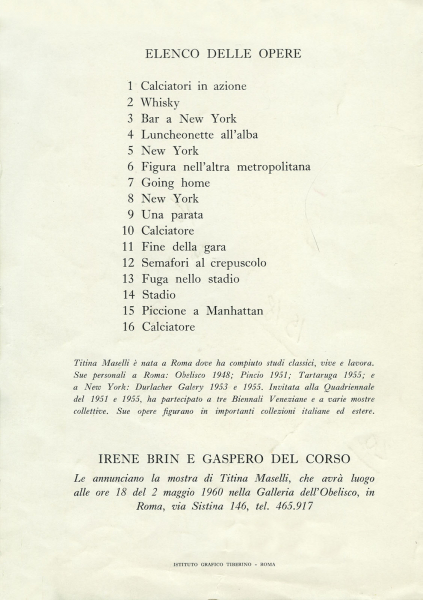 ELENCO DELLE OPERE
1 Calciatori in azione
2 Whisky
3 Bar a New York
4 Luncheonette all'alba
5 New York
6 Figura nell'altra metropolitana
7 Going home
8 New York
9 Una parata
10 Calciatore
11 Fine della gara
12 Semafori al crepuscolo
13 Fuga nello stadio
14 Stadio
15 Piccione a Manhattan
16 Calciatore
Titina Maselli è nata a Roma dove ha compiuto studi classici, vive e lavora.
Sue personali a Roma: Obelisco 1948; Pincio 1951; Tartaruga 1955; e
a New York: Durlacher Galery 1953 e 1955. Invitata alla Quadriennale
del 1951 e 1955, ha partecipato a tre Biennali Veneziane e a varie mostre
collettive. Sue opere figurano in importanti collezioni italiane ed estere.
IRENE BRIN E GASPERO DEL CORSO
Le annunciano la mostra di Titina Maselli, che avrà luogo
alle ore 18 del 2 maggio 1960 nella Galleria dell'Obelisco, in
Roma, via Sistina 146, tel. 465.917
ISTITUTO GRAFICO TIBERINO - ROMA